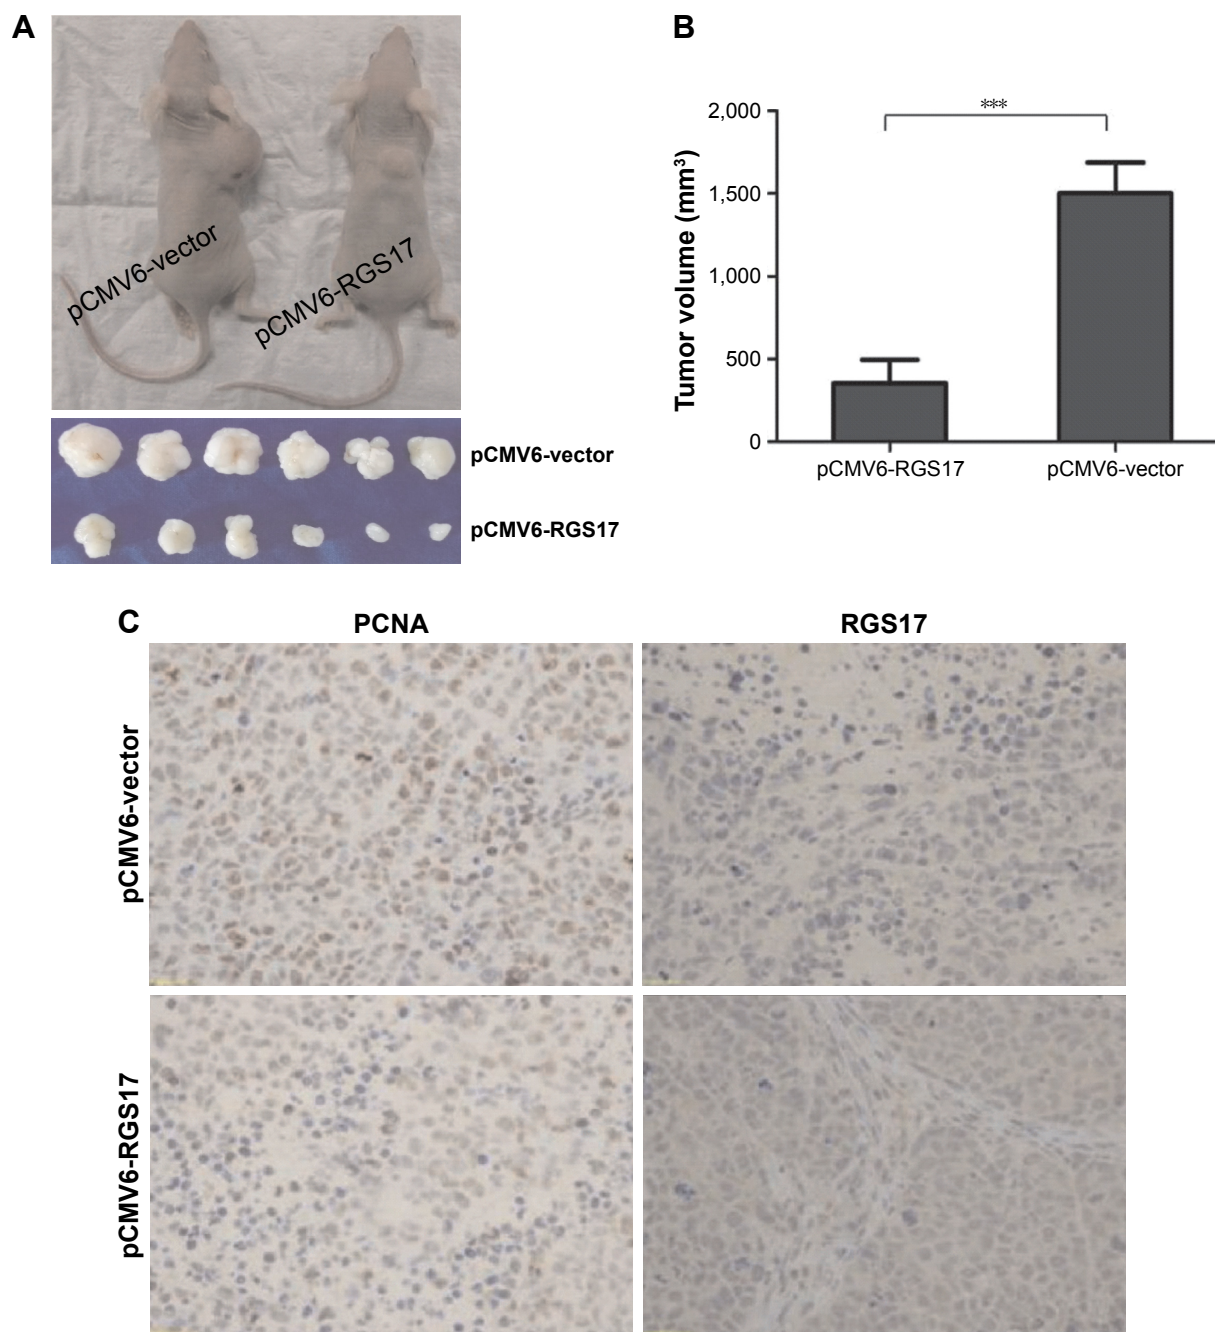 A
B
pCMV6-vector
pCMV6-RGS17
pCMV6-vector
pCMV6-RGS17
***
2,000
1,500
1,000
500
0
Tumor volume (mm³)
pCMV6-RGS17
pCMV6-vector
C
PCNA
RGS17
pCMV6-vector
pCMV6-RGS17